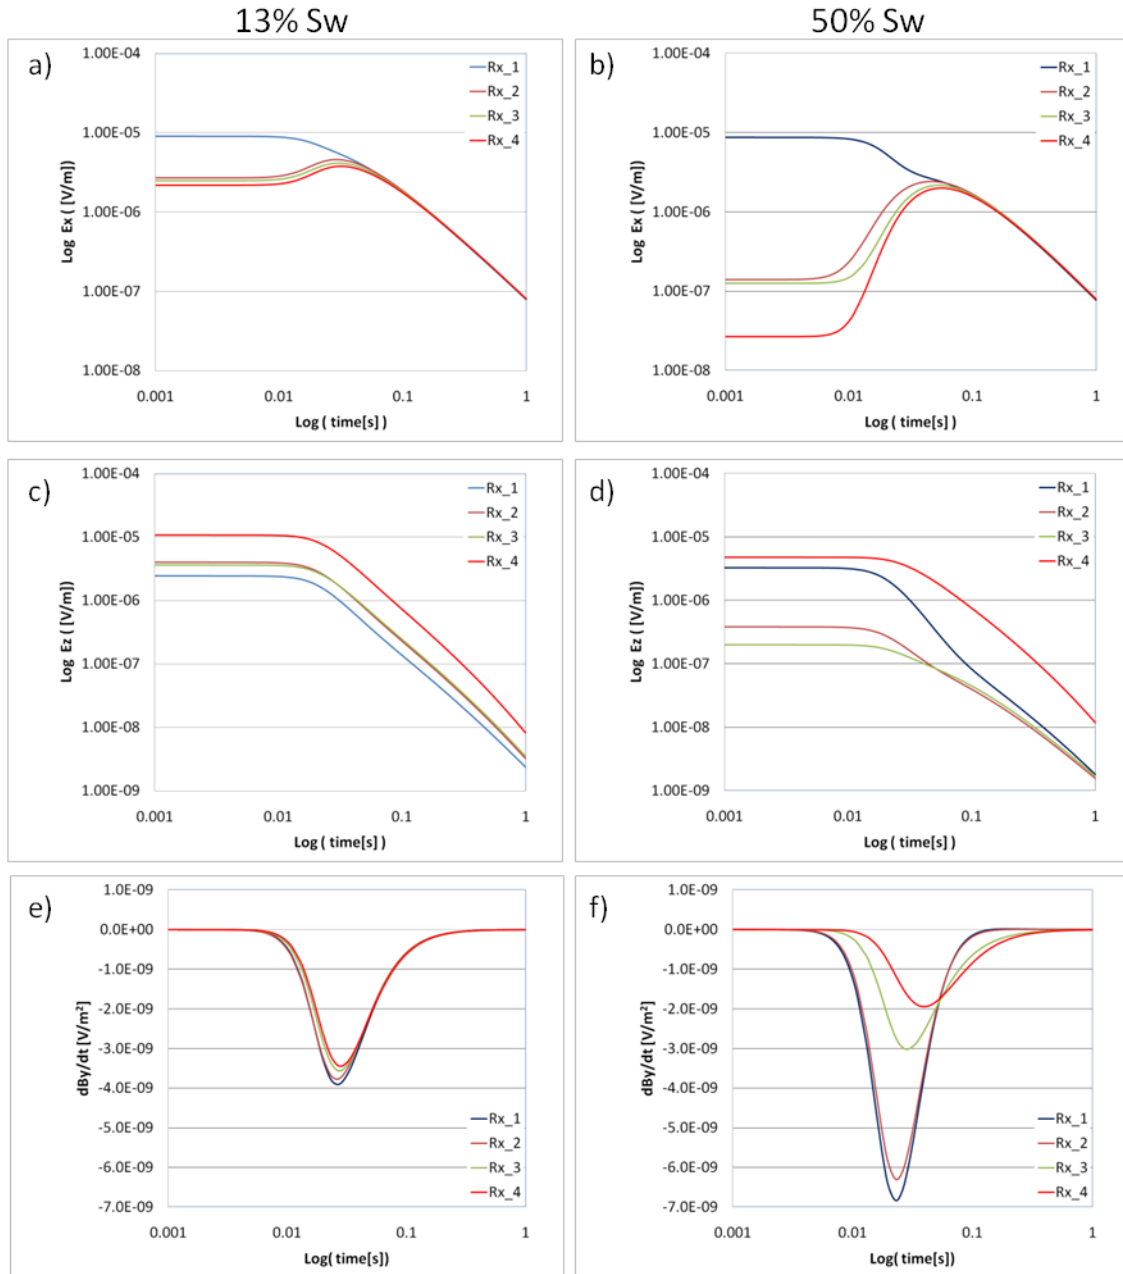 13% Sw
50% Sw
a)
1.00E-04
1.00E-05
1.00E-06
1.00E-07
1.00E-08
Log Ex ( [V/m])
0.001
0.01
0.1
1
Log ( time[s] )
Rx_1
Rx_2
Rx_3
Rx_4
b)
1.00E-04
1.00E-05
1.00E-06
1.00E-07
1.00E-08
Log Ex ( [V/m])
0.001
0.01
0.1
1
Log ( time[s] )
Rx_1
Rx_2
Rx_3
Rx_4
c)
1.00E-04
1.00E-05
1.00E-06
1.00E-07
1.00E-08
1.00E-09
Log Ez ( [V/m])
0.001
0.01
0.1
1
Log ( time[s] )
Rx_1
Rx_2
Rx_3
Rx_4
d)
1.00E-04
1.00E-05
1.00E-06
1.00E-07
1.00E-08
1.00E-09
Log Ez ( [V/m])
0.001
0.01
0.1
1
Log ( time[s] )
Rx_1
Rx_2
Rx_3
Rx_4
e)
1.0E-09
0.0E+00
-1.0E-09
-2.0E-09
-3.0E-09
-4.0E-09
-5.0E-09
-6.0E-09
-7.0E-09
dBy/dt [V/m²]
0.001
0.01
0.1
1
Log( time[s])
Rx_1
Rx_2
Rx_3
Rx_4
f)
1.0E-09
0.0E+00
-1.0E-09
-2.0E-09
-3.0E-09
-4.0E-09
-5.0E-09
-6.0E-09
-7.0E-09
dBy/dt [V/m²]
0.001
0.01
0.1
1
Log( time[s])
Rx_1
Rx_2
Rx_3
Rx_4